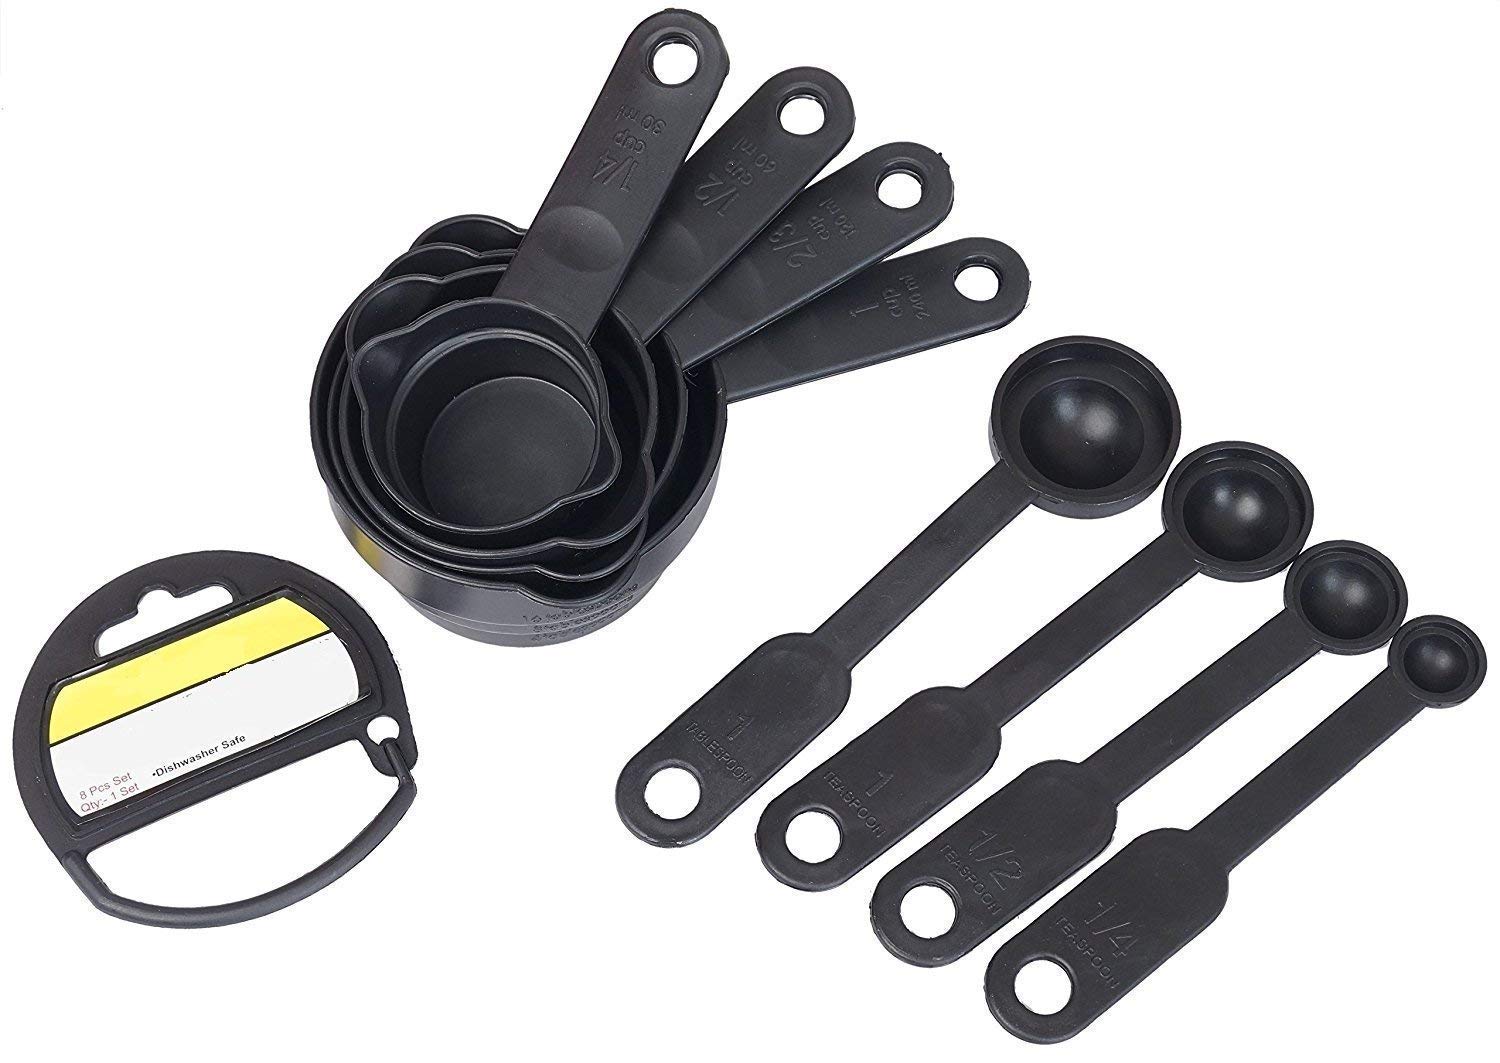 1/4
cup
30 ml
1/2
cup
60 ml
2/3
cup
120 ml
1
cup
240 ml
8 Pcs Set
Qty:- 1 Set
•Dishwasher Safe
1
TABLESPOON
1
TEASPOON
1/2
TEASPOON
1/4
TEASPOON